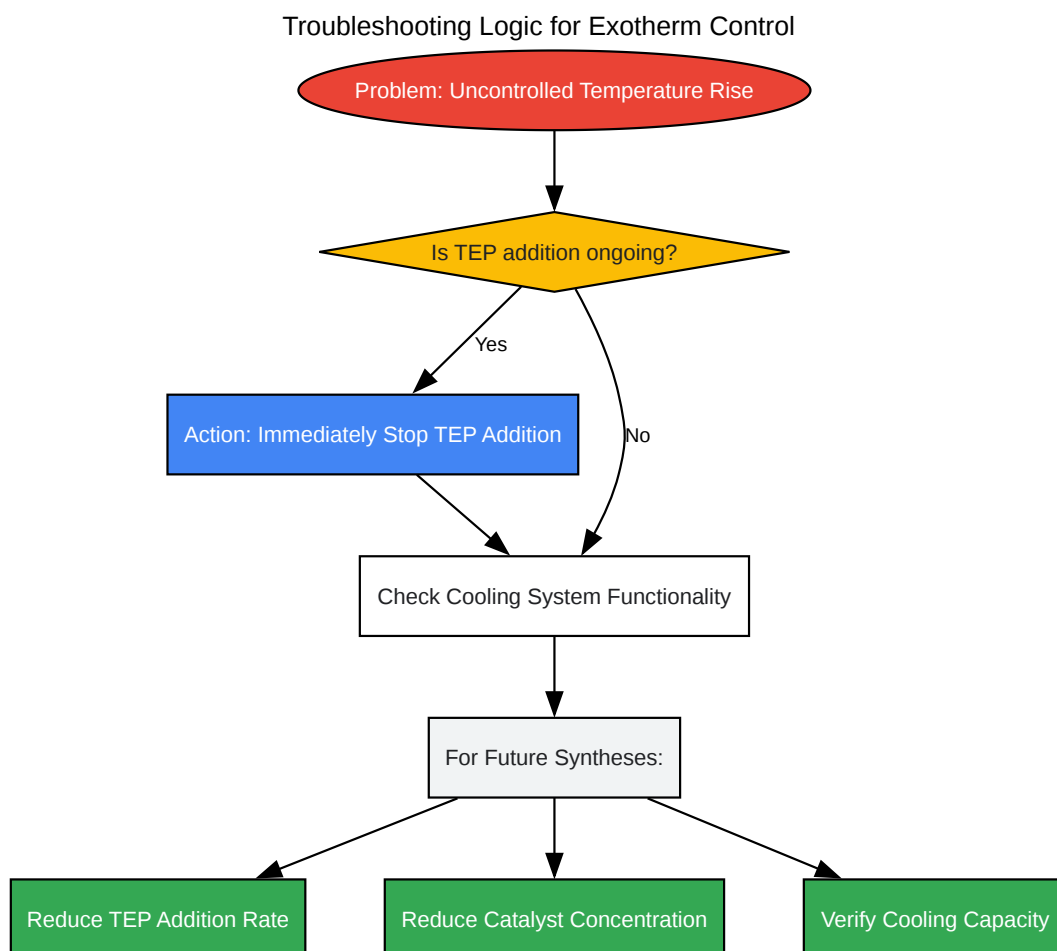 Troubleshooting Logic for Exotherm Control
Problem: Uncontrolled Temperature Rise
Is TEP addition ongoing?
Yes
Action: Immediately Stop TEP Addition
No
Check Cooling System Functionality
For Future Syntheses:
Reduce TEP Addition Rate
Reduce Catalyst Concentration
Verify Cooling Capacity